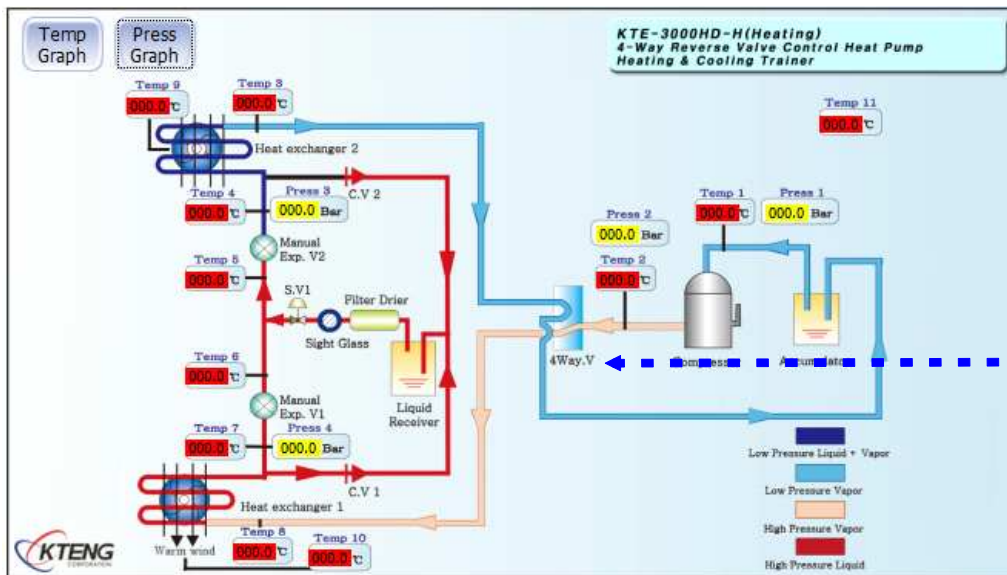 Temp
Graph
Press
Graph
KTE-3000HD-H(Heating)
4-Way Reverse Valve Control Heat Pump
Heating & Cooling Trainer
Temp 9
000.0 ℃
Temp 3
000.0 ℃
Temp 11
000.0 ℃
Heat exchanger 2
Temp 4
000.0 ℃
Press 3
000.0 Bar
C.V 2
Temp 1
000.0 ℃
Press 1
000.0 Bar
Press 2
000.0 Bar
Manual
Exp. V2
Temp 5
000.0 ℃
Temp 2
000.0 ℃
S.V1
Filter Drier
Sight Glass
4Way.V
Compressor
Accumulator
Temp 6
000.0 ℃
Liquid
Receiver
Manual
Exp. V1
Temp 7
000.0 ℃
Press 4
000.0 Bar
C.V 1
Heat exchanger 1
Low Pressure Liquid + Vapor
Low Pressure Vapor
High Pressure Vapor
High Pressure Liquid
KTENG
CORPORATION
Warm wind
Temp 8
000.0 ℃
Temp 10
000.0 ℃